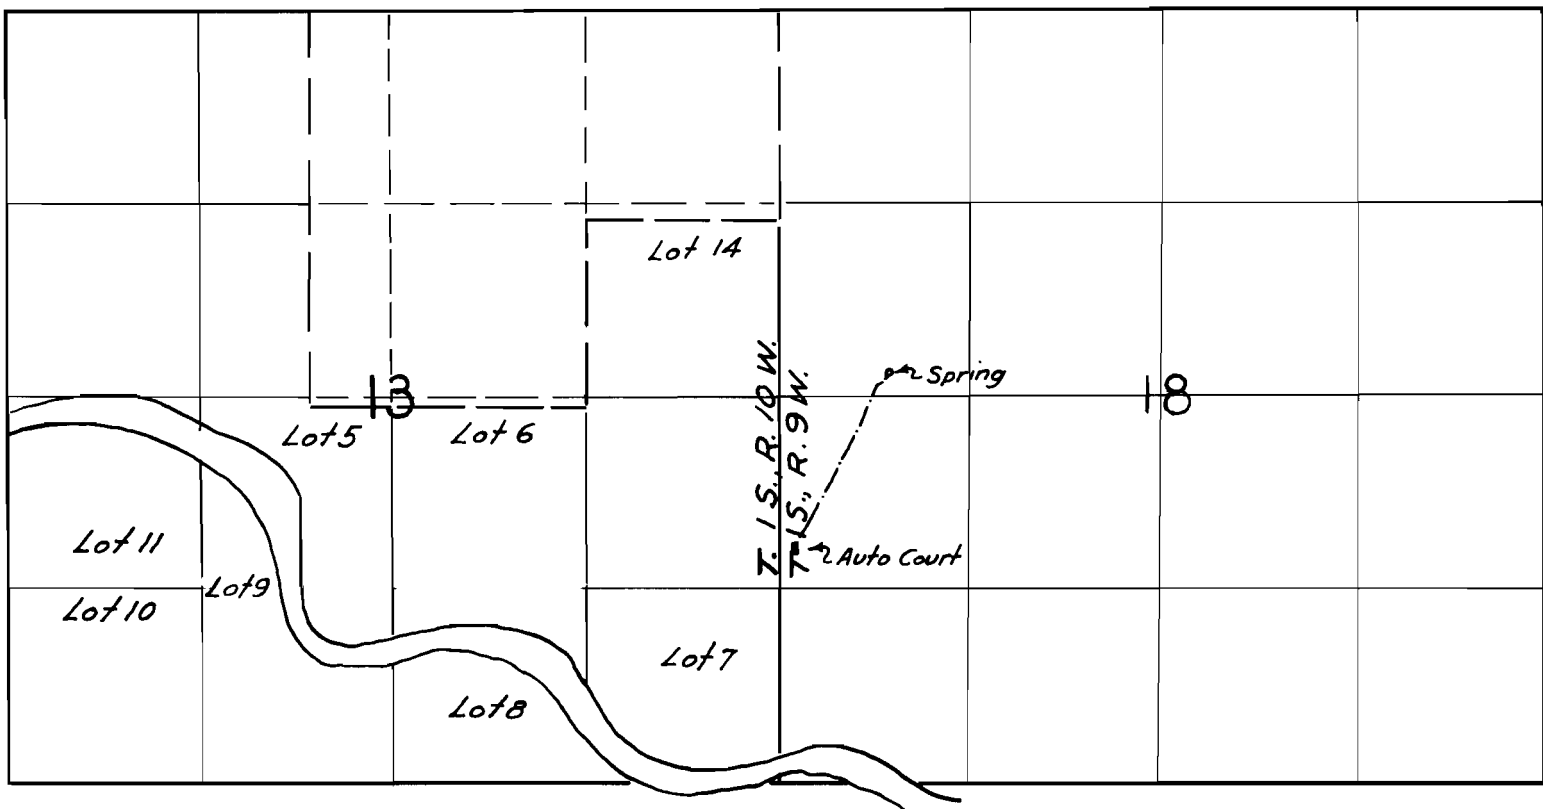 Lot 14
T. 1 S., R. 10 W.
T. 1 S., R. 9 W.
Spring
13
18
Lot 5
Lot 6
Lot 11
Auto Court
Lot 9
Lot 10
Lot 7
Lot 8